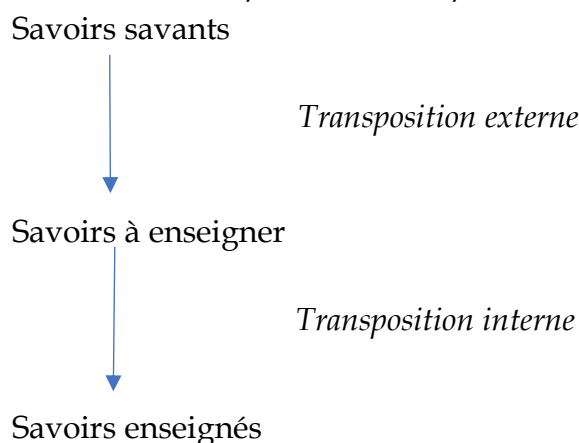 Savoirs savants
Transposition externe
Savoirs à enseigner
Transposition interne
Savoirs enseignés